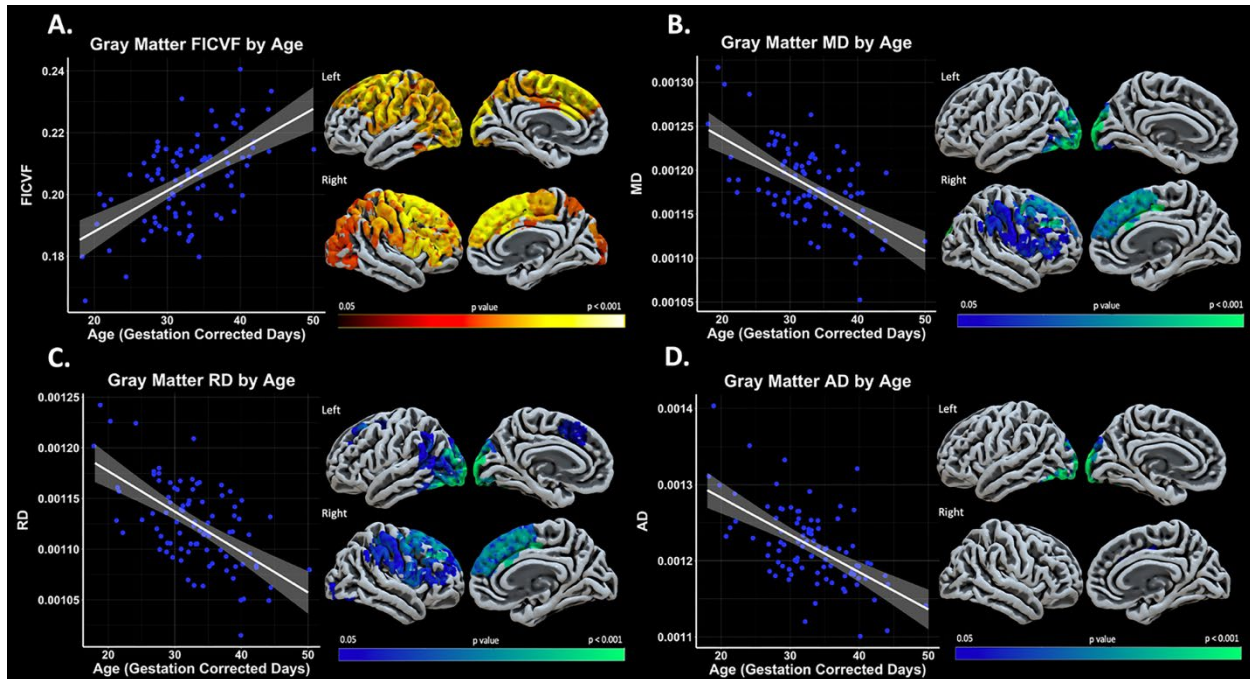 A.
Gray Matter FICVF by Age
0.24
0.22
0.20
0.18
FICVF
20 30 40 50
Age (Gestation Corrected Days)
Left
Right
0.05 p value p < 0.001
B.
Gray Matter MD by Age
0.00130
0.00125
0.00120
0.00115
0.00110
0.00105
MD
20 30 40 50
Age (Gestation Corrected Days)
Left
Right
0.05 p value p < 0.001
C.
Gray Matter RD by Age
0.00125
0.00120
0.00115
0.00110
0.00105
RD
20 30 40 50
Age (Gestation Corrected Days)
Left
Right
0.05 p value p < 0.001
D.
Gray Matter AD by Age
0.0014
0.0013
0.0012
0.0011
AD
20 30 40 50
Age (Gestation Corrected Days)
Left
Right
0.05 p value p < 0.001